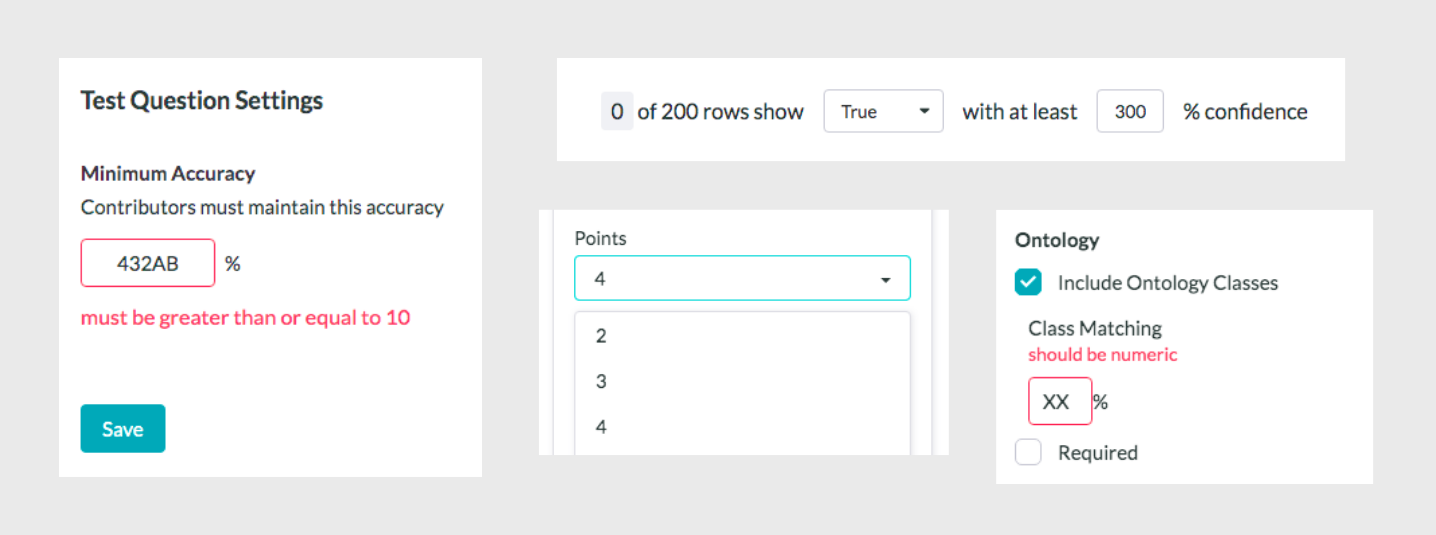 Test Question Settings
Minimum Accuracy
Contributors must maintain this accuracy
432AB %
must be greater than or equal to 10
Save
0 of 200 rows show True with at least 300 % confidence
Points
4
2
3
4
Ontology
Include Ontology Classes
Class Matching
should be numeric
XX %
Required